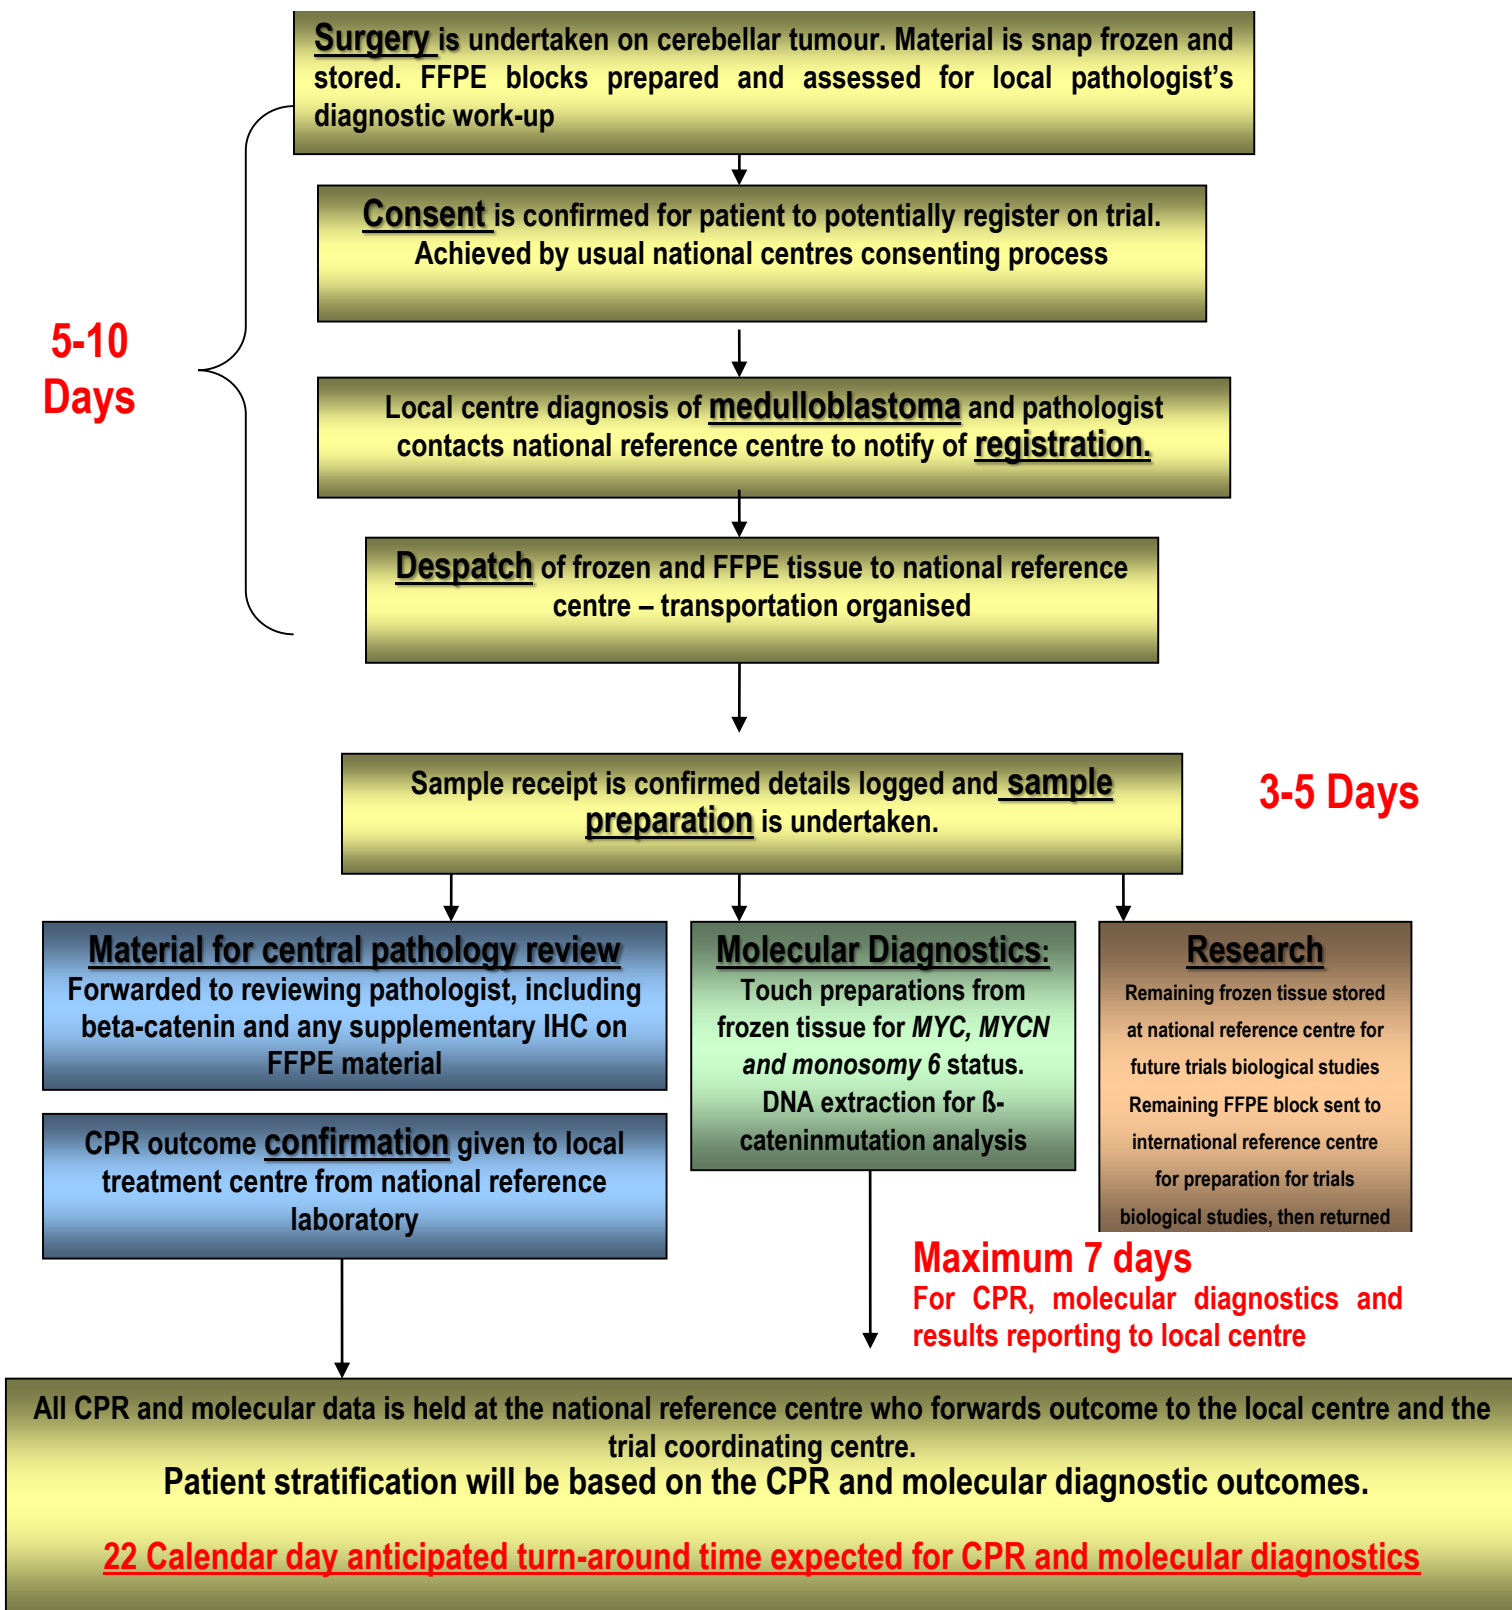 Surgery is undertaken on cerebellar tumour. Material is snap frozen and
stored. FFPE blocks prepared and assessed for local pathologist’s
diagnostic work-up
Consent is confirmed for patient to potentially register on trial.
Achieved by usual national centres consenting process
5-10
Days
Local centre diagnosis of medulloblastoma and pathologist
contacts national reference centre to notify of registration.
Despatch of frozen and FFPE tissue to national reference
centre – transportation organised
Sample receipt is confirmed details logged and sample
preparation is undertaken.
3-5 Days
Material for central pathology review
Forwarded to reviewing pathologist, including
beta-catenin and any supplementary IHC on
FFPE material
CPR outcome confirmation given to local
treatment centre from national reference
laboratory
Molecular Diagnostics:
Touch preparations from
frozen tissue for MYC, MYCN
and monosomy 6 status.
DNA extraction for ß-
cateninmutation analysis
Research
Remaining frozen tissue stored
at national reference centre for
future trials biological studies
Remaining FFPE block sent to
international reference centre
for preparation for trials
biological studies, then returned
Maximum 7 days
For CPR, molecular diagnostics and
results reporting to local centre
All CPR and molecular data is held at the national reference centre who forwards outcome to the local centre and the
trial coordinating centre.
Patient stratification will be based on the CPR and molecular diagnostic outcomes.
22 Calendar day anticipated turn-around time expected for CPR and molecular diagnostics